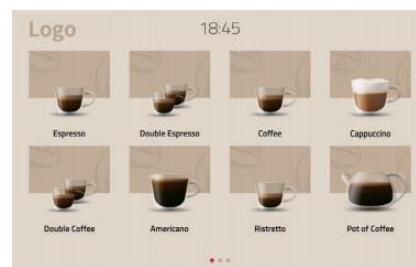 Logo
18:45
Espresso
Double Espresso
Coffee
Cappuccino
Double Coffee
Americano
Ristretto
Pot of Coffee